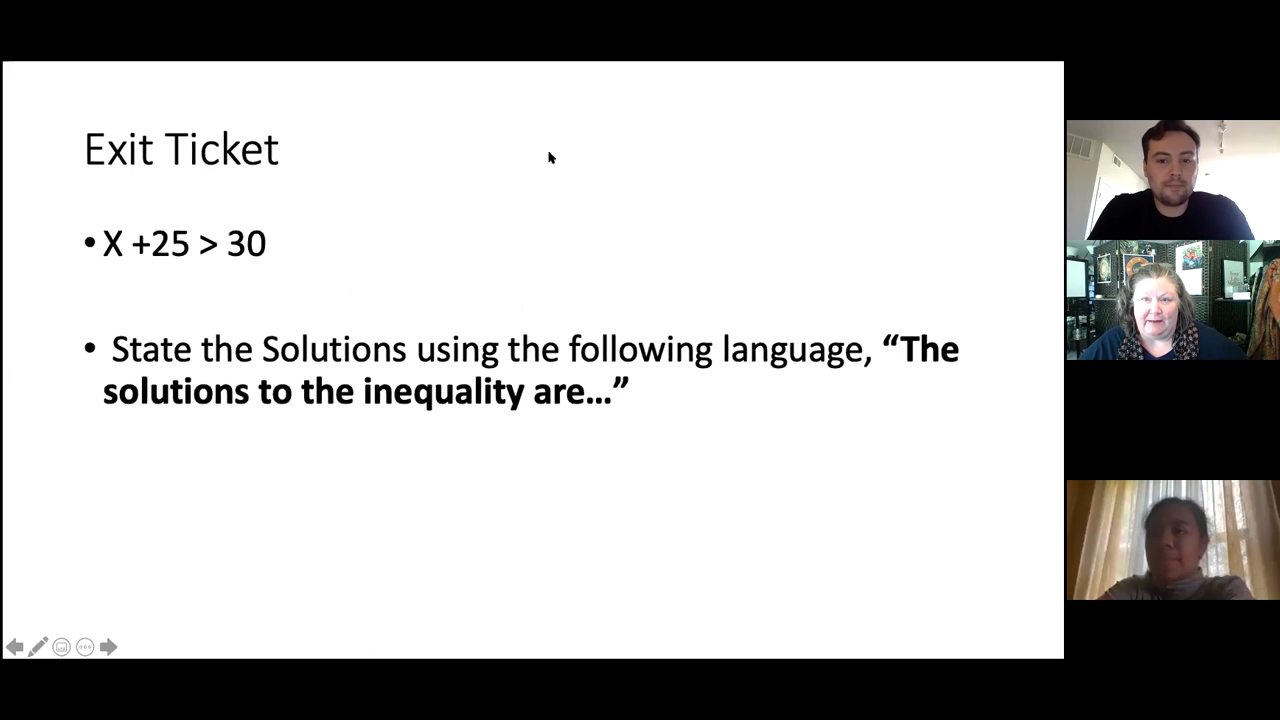 Exit Ticket
• X +25 > 30
• State the Solutions using the following language, “The
solutions to the inequality are…”